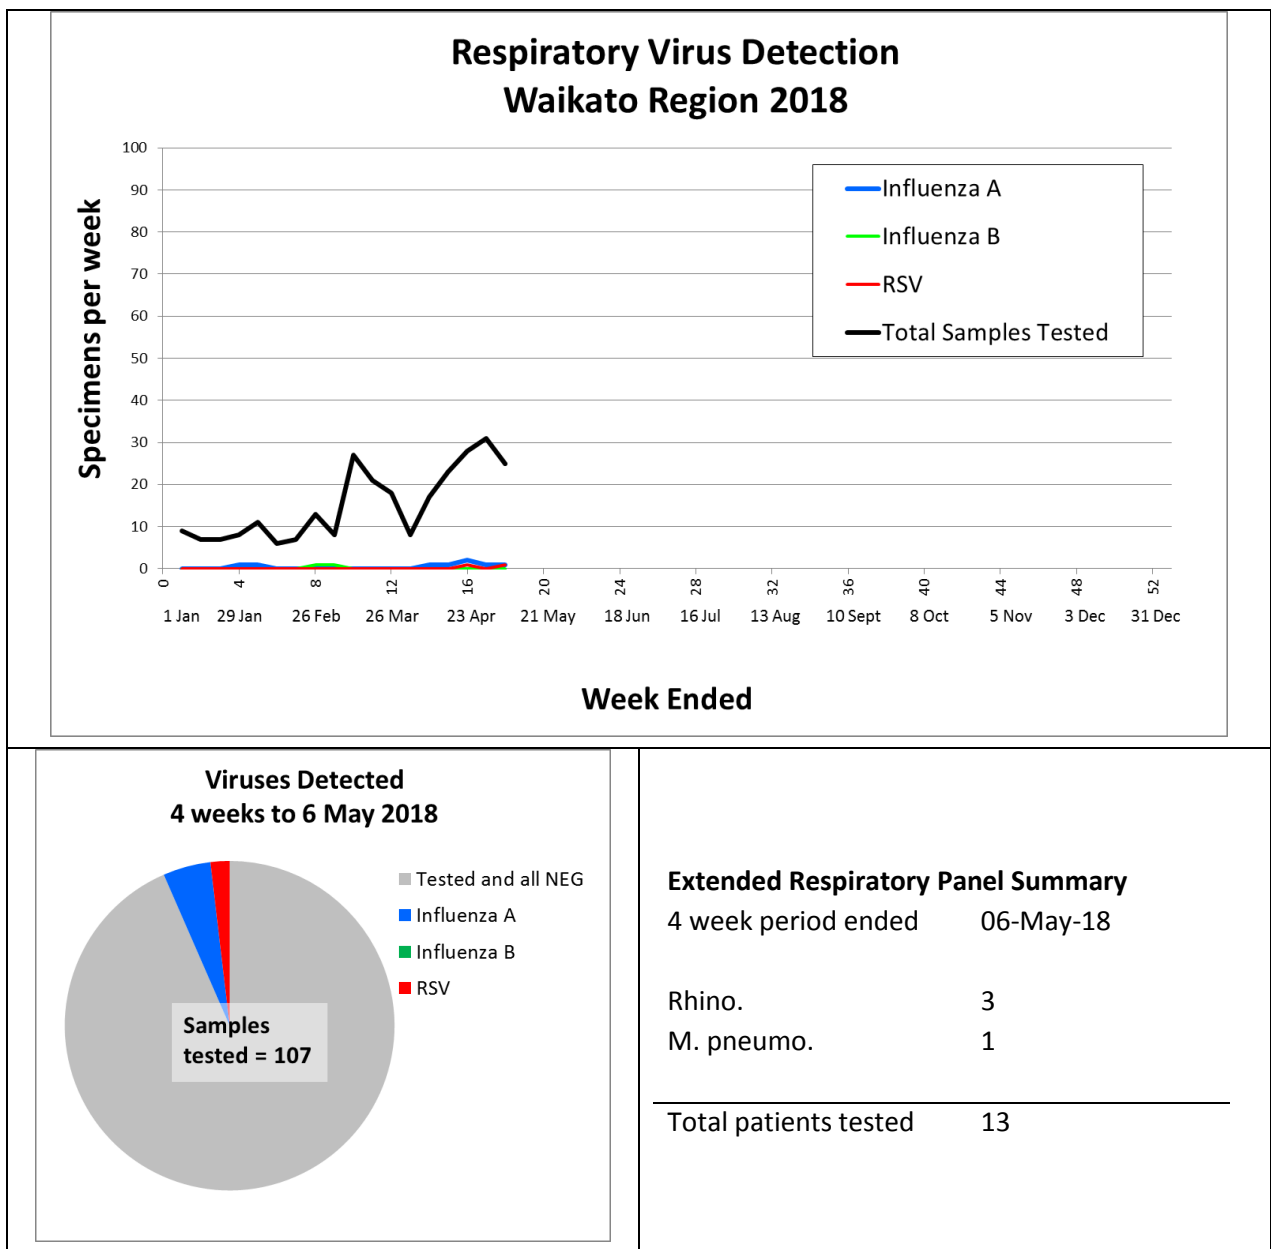 Respiratory Virus Detection
Waikato Region 2018
Specimens per week
100
90
80
70
60
50
40
30
20
10
0
Influenza A
Influenza B
RSV
Total Samples Tested
0 4 8 12 16 20 24 28 32 36 40 44 48 52
1 Jan 29 Jan 26 Feb 26 Mar 23 Apr 21 May 18 Jun 16 Jul 13 Aug 10 Sept 8 Oct 5 Nov 3 Dec 31 Dec
Week Ended
Viruses Detected
4 weeks to 6 May 2018
Tested and all NEG
Influenza A
Influenza B
RSV
Samples
tested = 107
Extended Respiratory Panel Summary
4 week period ended 06-May-18
Rhino. 3
M. pneumo. 1
Total patients tested 13